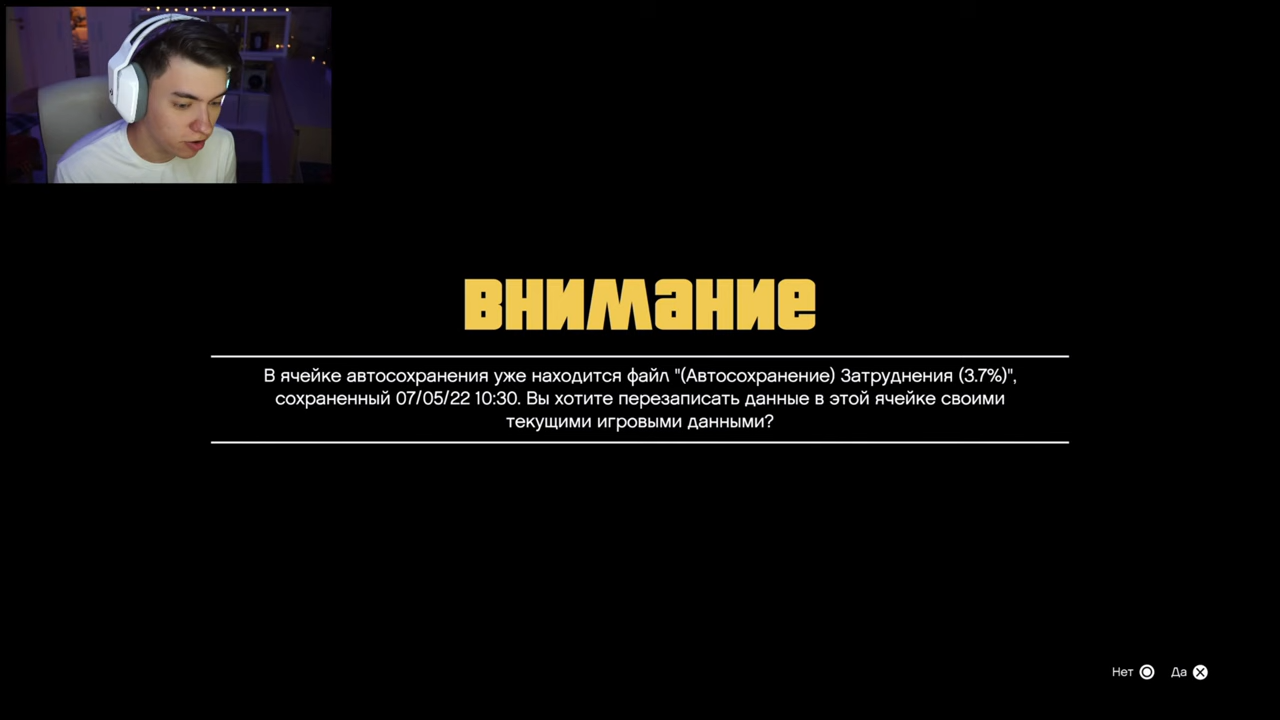 внимание
В ячейке автосохранения уже находится файл "(Автосохранение) Затруднения (3.7%)",
сохраненный 07/05/22 10:30. Вы хотите перезаписать данные в этой ячейке своими
текущими игровыми данными?
Нет Да